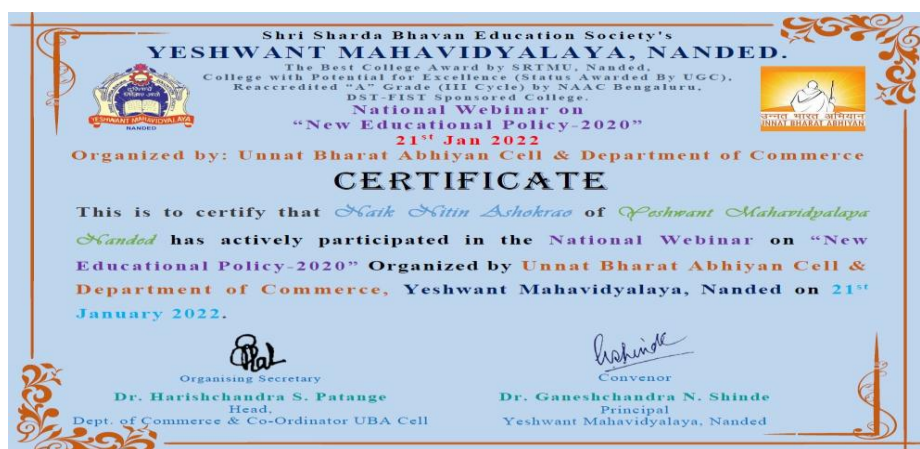 Shri Sharda Bhavan Education Society's
YESHWANT MAHAVIDYALAYA, NANDED.
The Best College Award by SRTMU, Nanded,
College with Potential for Excellence (Status Awarded By UGC),
Reaccredited "A" Grade (III Cycle) by NAAC Bengaluru,
DST-FIST Sponsored College.
National Webinar on
"New Educational Policy-2020"
21st Jan 2022
Organized by: Unnat Bharat Abhiyan Cell & Department of Commerce
YESHWANT MAHAVIDYALAYA
NANDED
उन्नत भारत अभियान
UNNAT BHARAT ABHIYAN
CERTIFICATE
This is to certify that Naik Nitin Ashokrao of Yeshwant Mahavidyalaya
Nanded has actively participated in the National Webinar on "New
Educational Policy-2020" Organized by Unnat Bharat Abhiyan Cell &
Department of Commerce, Yeshwant Mahavidyalaya, Nanded on 21st
January 2022.
Organising Secretary
Dr. Harishchandra S. Patange
Head,
Dept. of Commerce & Co-Ordinator UBA Cell
Convenor
Dr. Ganeshchandra N. Shinde
Principal
Yeshwant Mahavidyalaya, Nanded